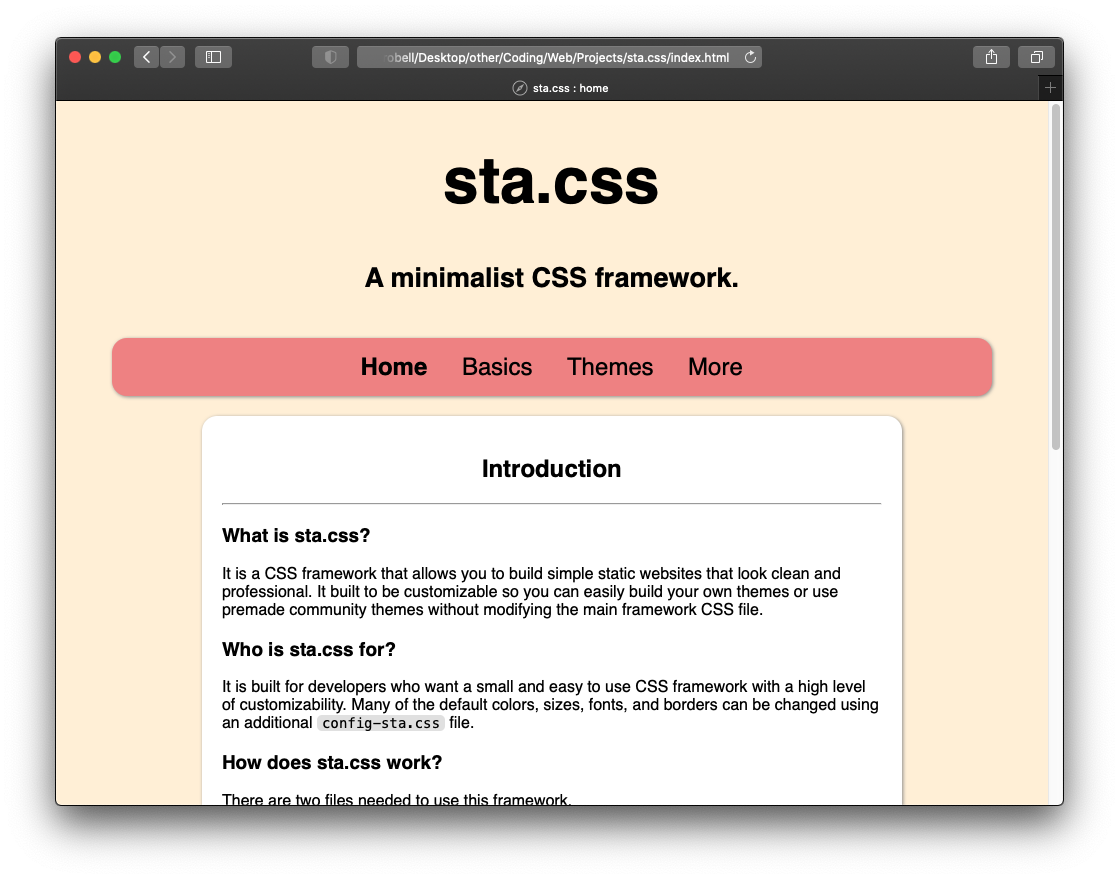 obell/Desktop/other/Coding/Web/Projects/sta.css/index.html
sta.css : home
sta.css
A minimalist CSS framework.
Home Basics Themes More
Introduction
What is sta.css?
It is a CSS framework that allows you to build simple static websites that look clean and
professional. It built to be customizable so you can easily build your own themes or use
premade community themes without modifying the main framework CSS file.
Who is sta.css for?
It is built for developers who want a small and easy to use CSS framework with a high level
of customizability. Many of the default colors, sizes, fonts, and borders can be changed using
an additional config-sta.css file.
How does sta.css work?
There are two files needed to use this framework.